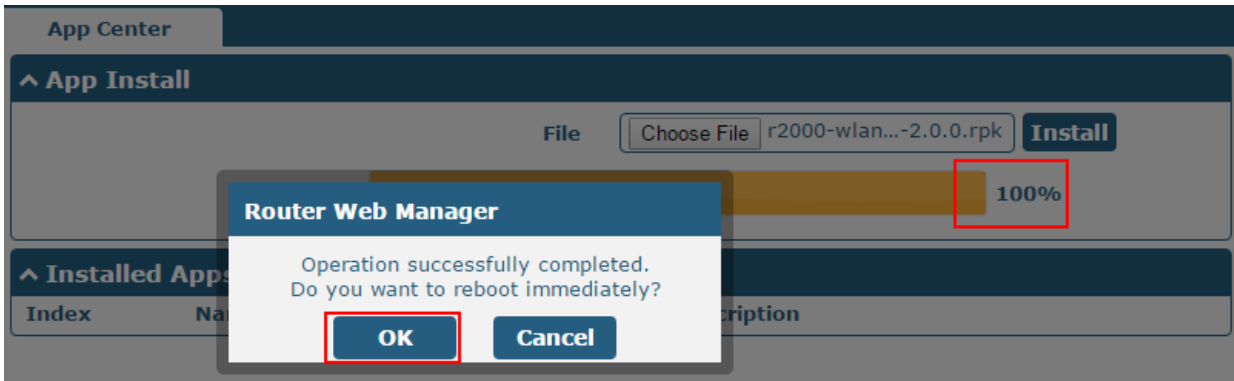 App Center
App Install
File Choose File r2000-wlan...-2.0.0.rpk Install
100%
Router Web Manager
Operation successfully completed.
Do you want to reboot immediately?
OK Cancel
Installed Apps
Index